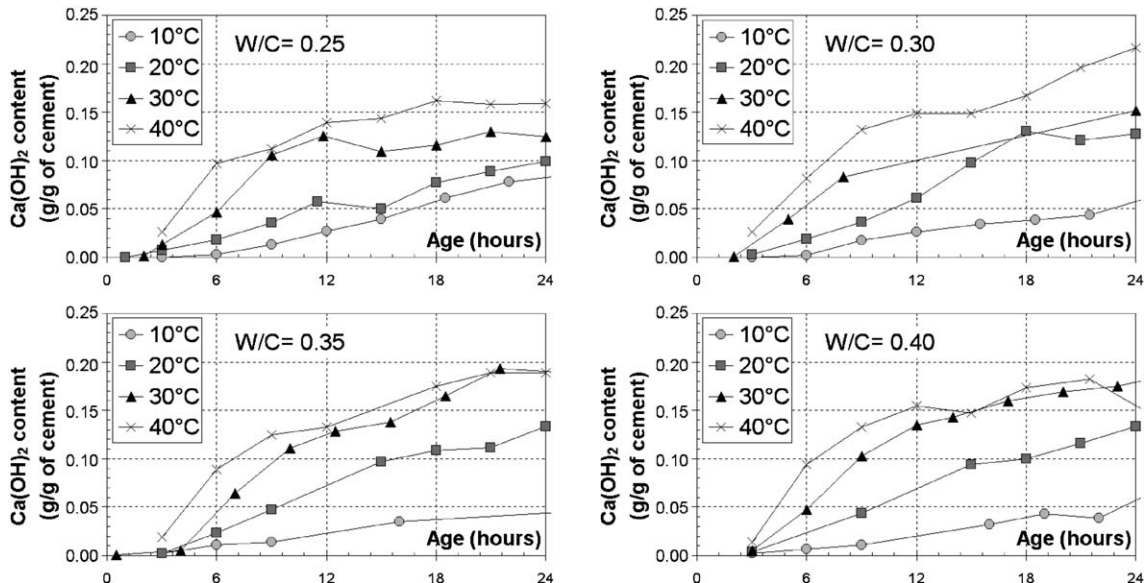 0.25
0.20
0.15
0.10
0.05
0.00
Ca(OH)₂ content
(g/g of cement)
10°C
20°C
30°C
40°C
W/C= 0.25
Age (hours)
0 6 12 18 24
0.25
0.20
0.15
0.10
0.05
0.00
Ca(OH)₂ content
(g/g of cement)
10°C
20°C
30°C
40°C
W/C= 0.30
Age (hours)
0 6 12 18 24
0.25
0.20
0.15
0.10
0.05
0.00
Ca(OH)₂ content
(g/g of cement)
10°C
20°C
30°C
40°C
W/C= 0.35
Age (hours)
0 6 12 18 24
0.25
0.20
0.15
0.10
0.05
0.00
Ca(OH)₂ content
(g/g of cement)
10°C
20°C
30°C
40°C
W/C= 0.40
Age (hours)
0 6 12 18 24